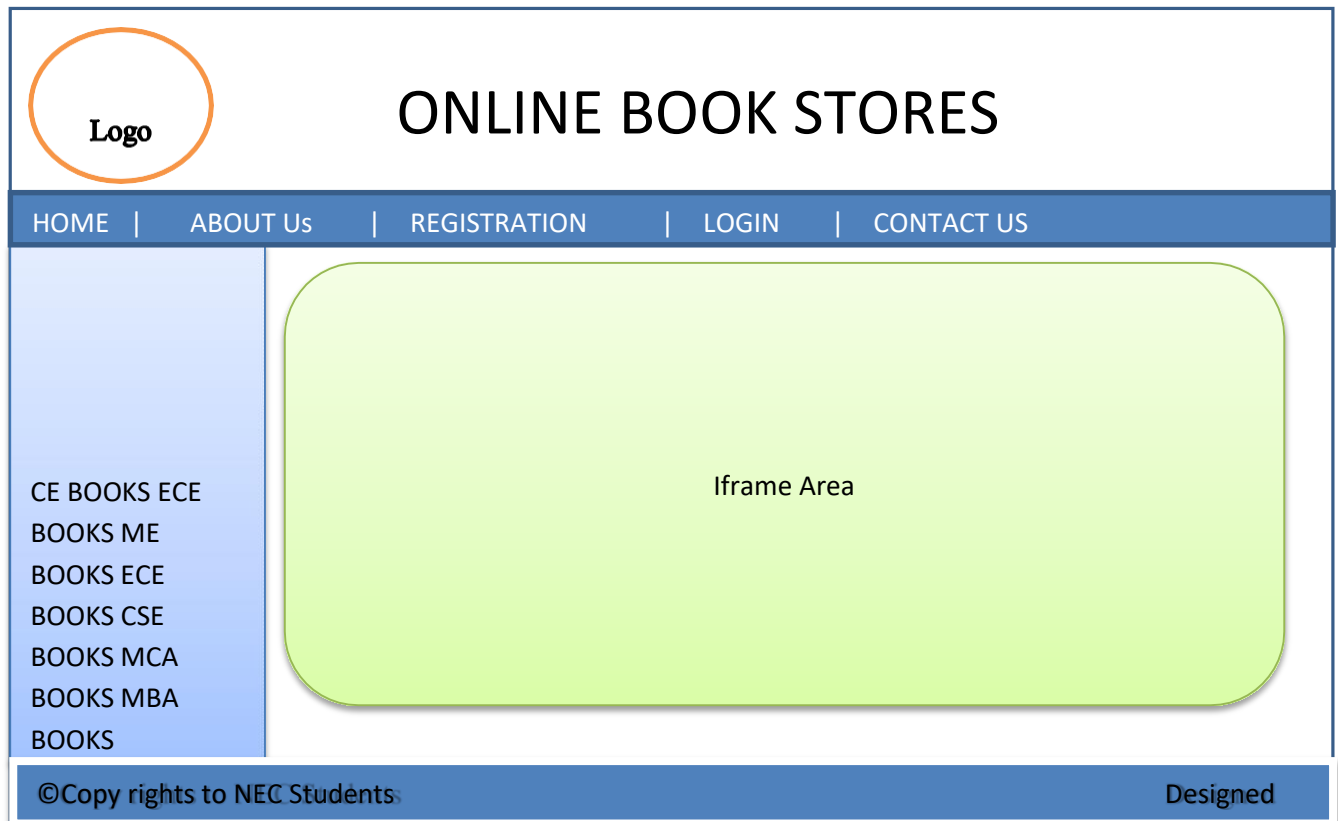 Logo
ONLINE BOOK STORES
HOME | ABOUT Us | REGISTRATION | LOGIN | CONTACT US
CE BOOKS ECE
BOOKS ME
BOOKS ECE
BOOKS CSE
BOOKS MCA
BOOKS MBA
BOOKS
Iframe Area
©Copy rights to NEC Students Designed